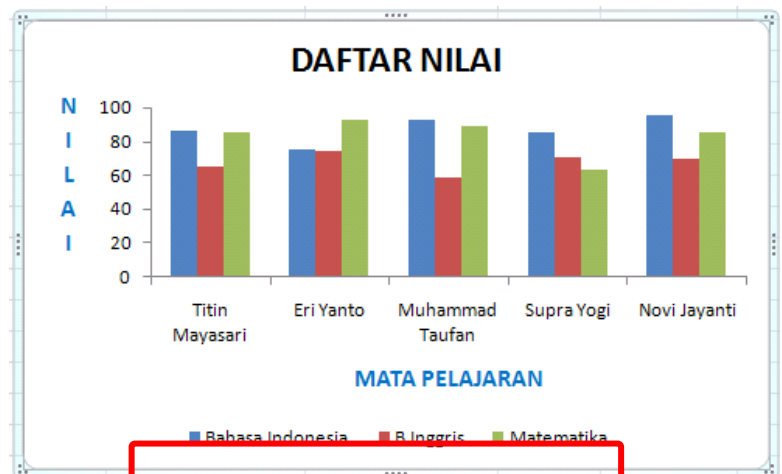 DAFTAR NILAI
N
I
L
A
I
100
80
60
40
20
0
Titin Mayasari
Eri Yanto
Muhammad Taufan
Supra Yogi
Novi Jayanti
MATA PELAJARAN
Bahasa Indonesia B.Inggris Matematika